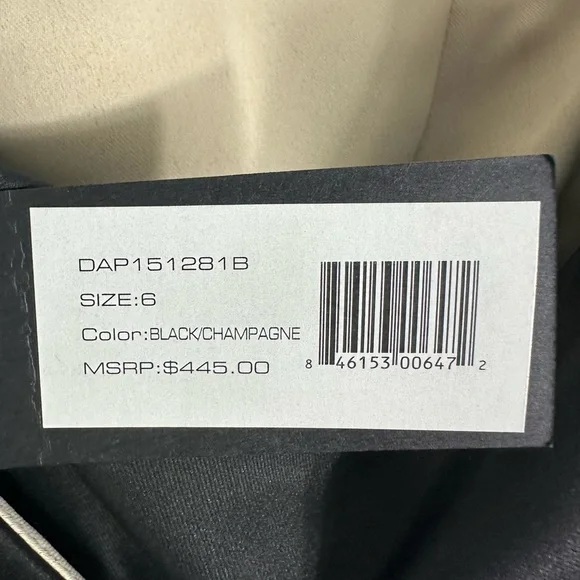 DAP151281B
SIZE:6
Color:BLACK/CHAMPAGNE
MSRP:$445.00
8 46153 00647 2